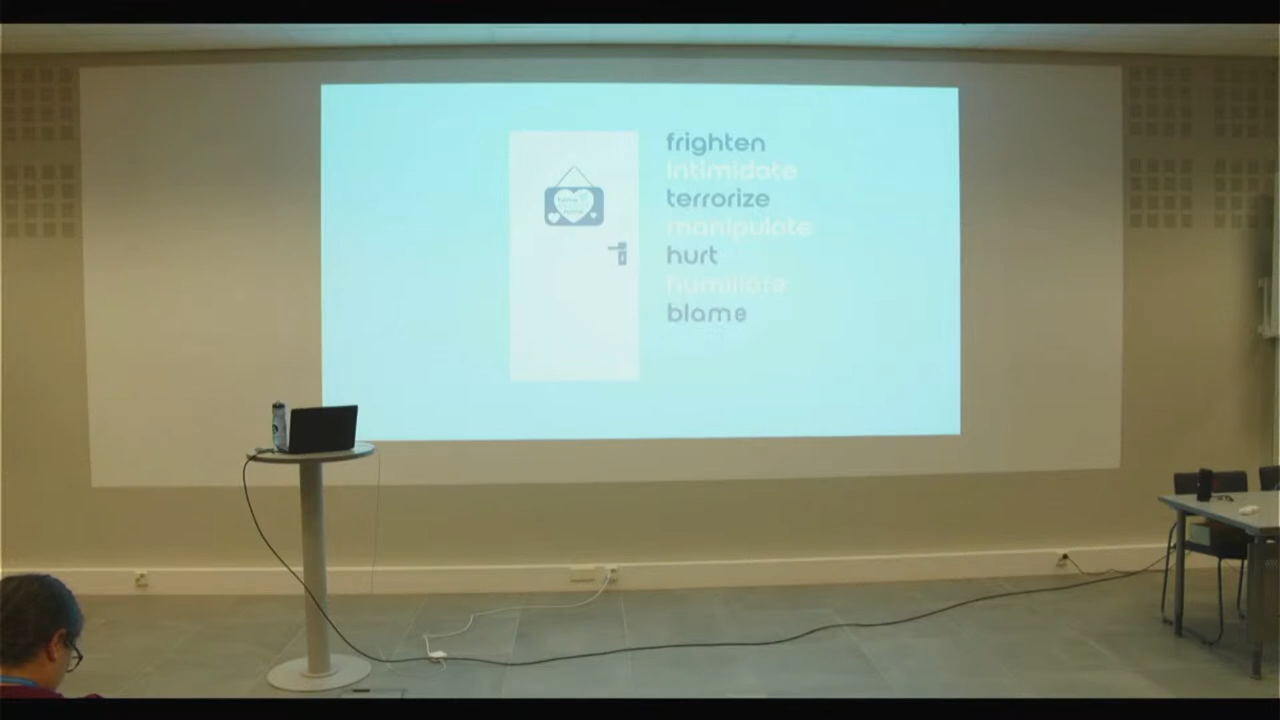 frighten
intimidate
terrorize
manipulate
hurt
humiliate
blame